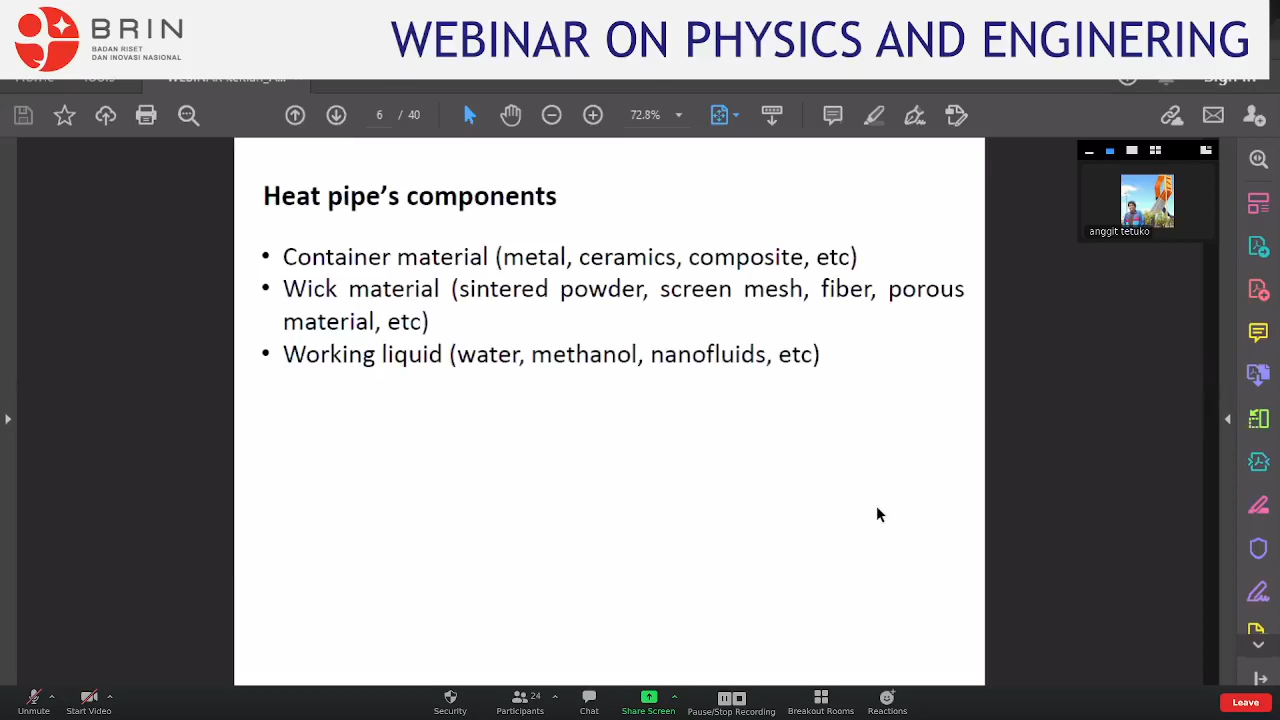 BRIN
BADAN RISET
DAN INOVASI NASIONAL
WEBINAR ON PHYSICS AND ENGINERING
6 / 40
72.8%
Heat pipe's components
• Container material (metal, ceramics, composite, etc)
• Wick material (sintered powder, screen mesh, fiber, porous
material, etc)
• Working liquid (water, methanol, nanofluids, etc)
anggit tetuko
Unmute
Start Video
Security
24
Participants
Chat
Share Screen
Pause/Stop Recording
Breakout Rooms
Reactions
Leave